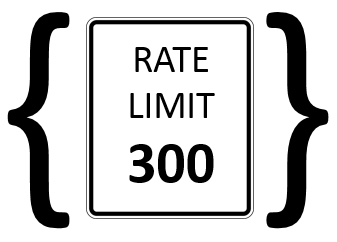 { RATE }
LIMIT
300